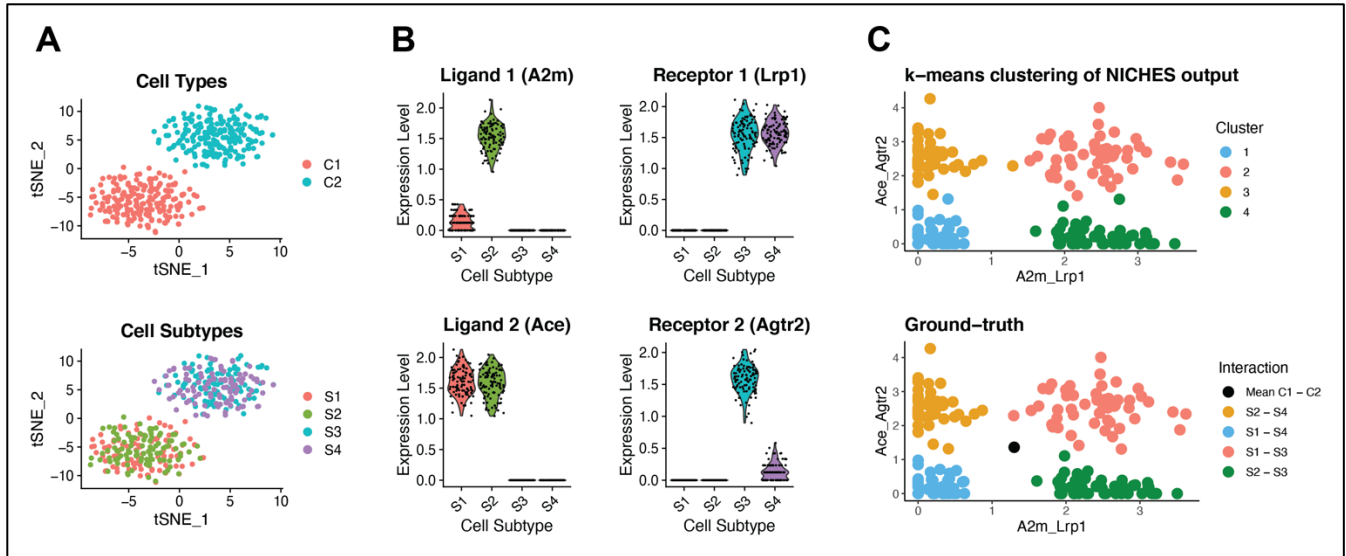 A
Cell Types
10
5
0
−5
−10
tSNE_2
−5
0
5
10
tSNE_1
C1
C2
Cell Subtypes
10
5
0
−5
−10
tSNE_2
−5
0
5
10
tSNE_1
S1
S2
S3
S4
B
Ligand 1 (A2m)
Expression Level
2.0
1.5
1.0
0.5
0.0
S1
S2
S3
S4
Cell Subtype
Receptor 1 (Lrp1)
Expression Level
2.0
1.5
1.0
0.5
0.0
S1
S2
S3
S4
Cell Subtype
Ligand 2 (Ace)
Expression Level
2.0
1.5
1.0
0.5
0.0
S1
S2
S3
S4
Cell Subtype
Receptor 2 (Agtr2)
Expression Level
2.0
1.5
1.0
0.5
0.0
S1
S2
S3
S4
Cell Subtype
C
k−means clustering of NICHES output
Ace_Agtr2
4
3
2
1
0
0
1
2
3
A2m_Lrp1
Cluster
1
2
3
4
Ground−truth
Ace_Agtr2
4
3
2
1
0
0
1
2
3
A2m_Lrp1
Interaction
Mean C1 − C2
S2 − S4
S1 − S4
S1 − S3
S2 − S3